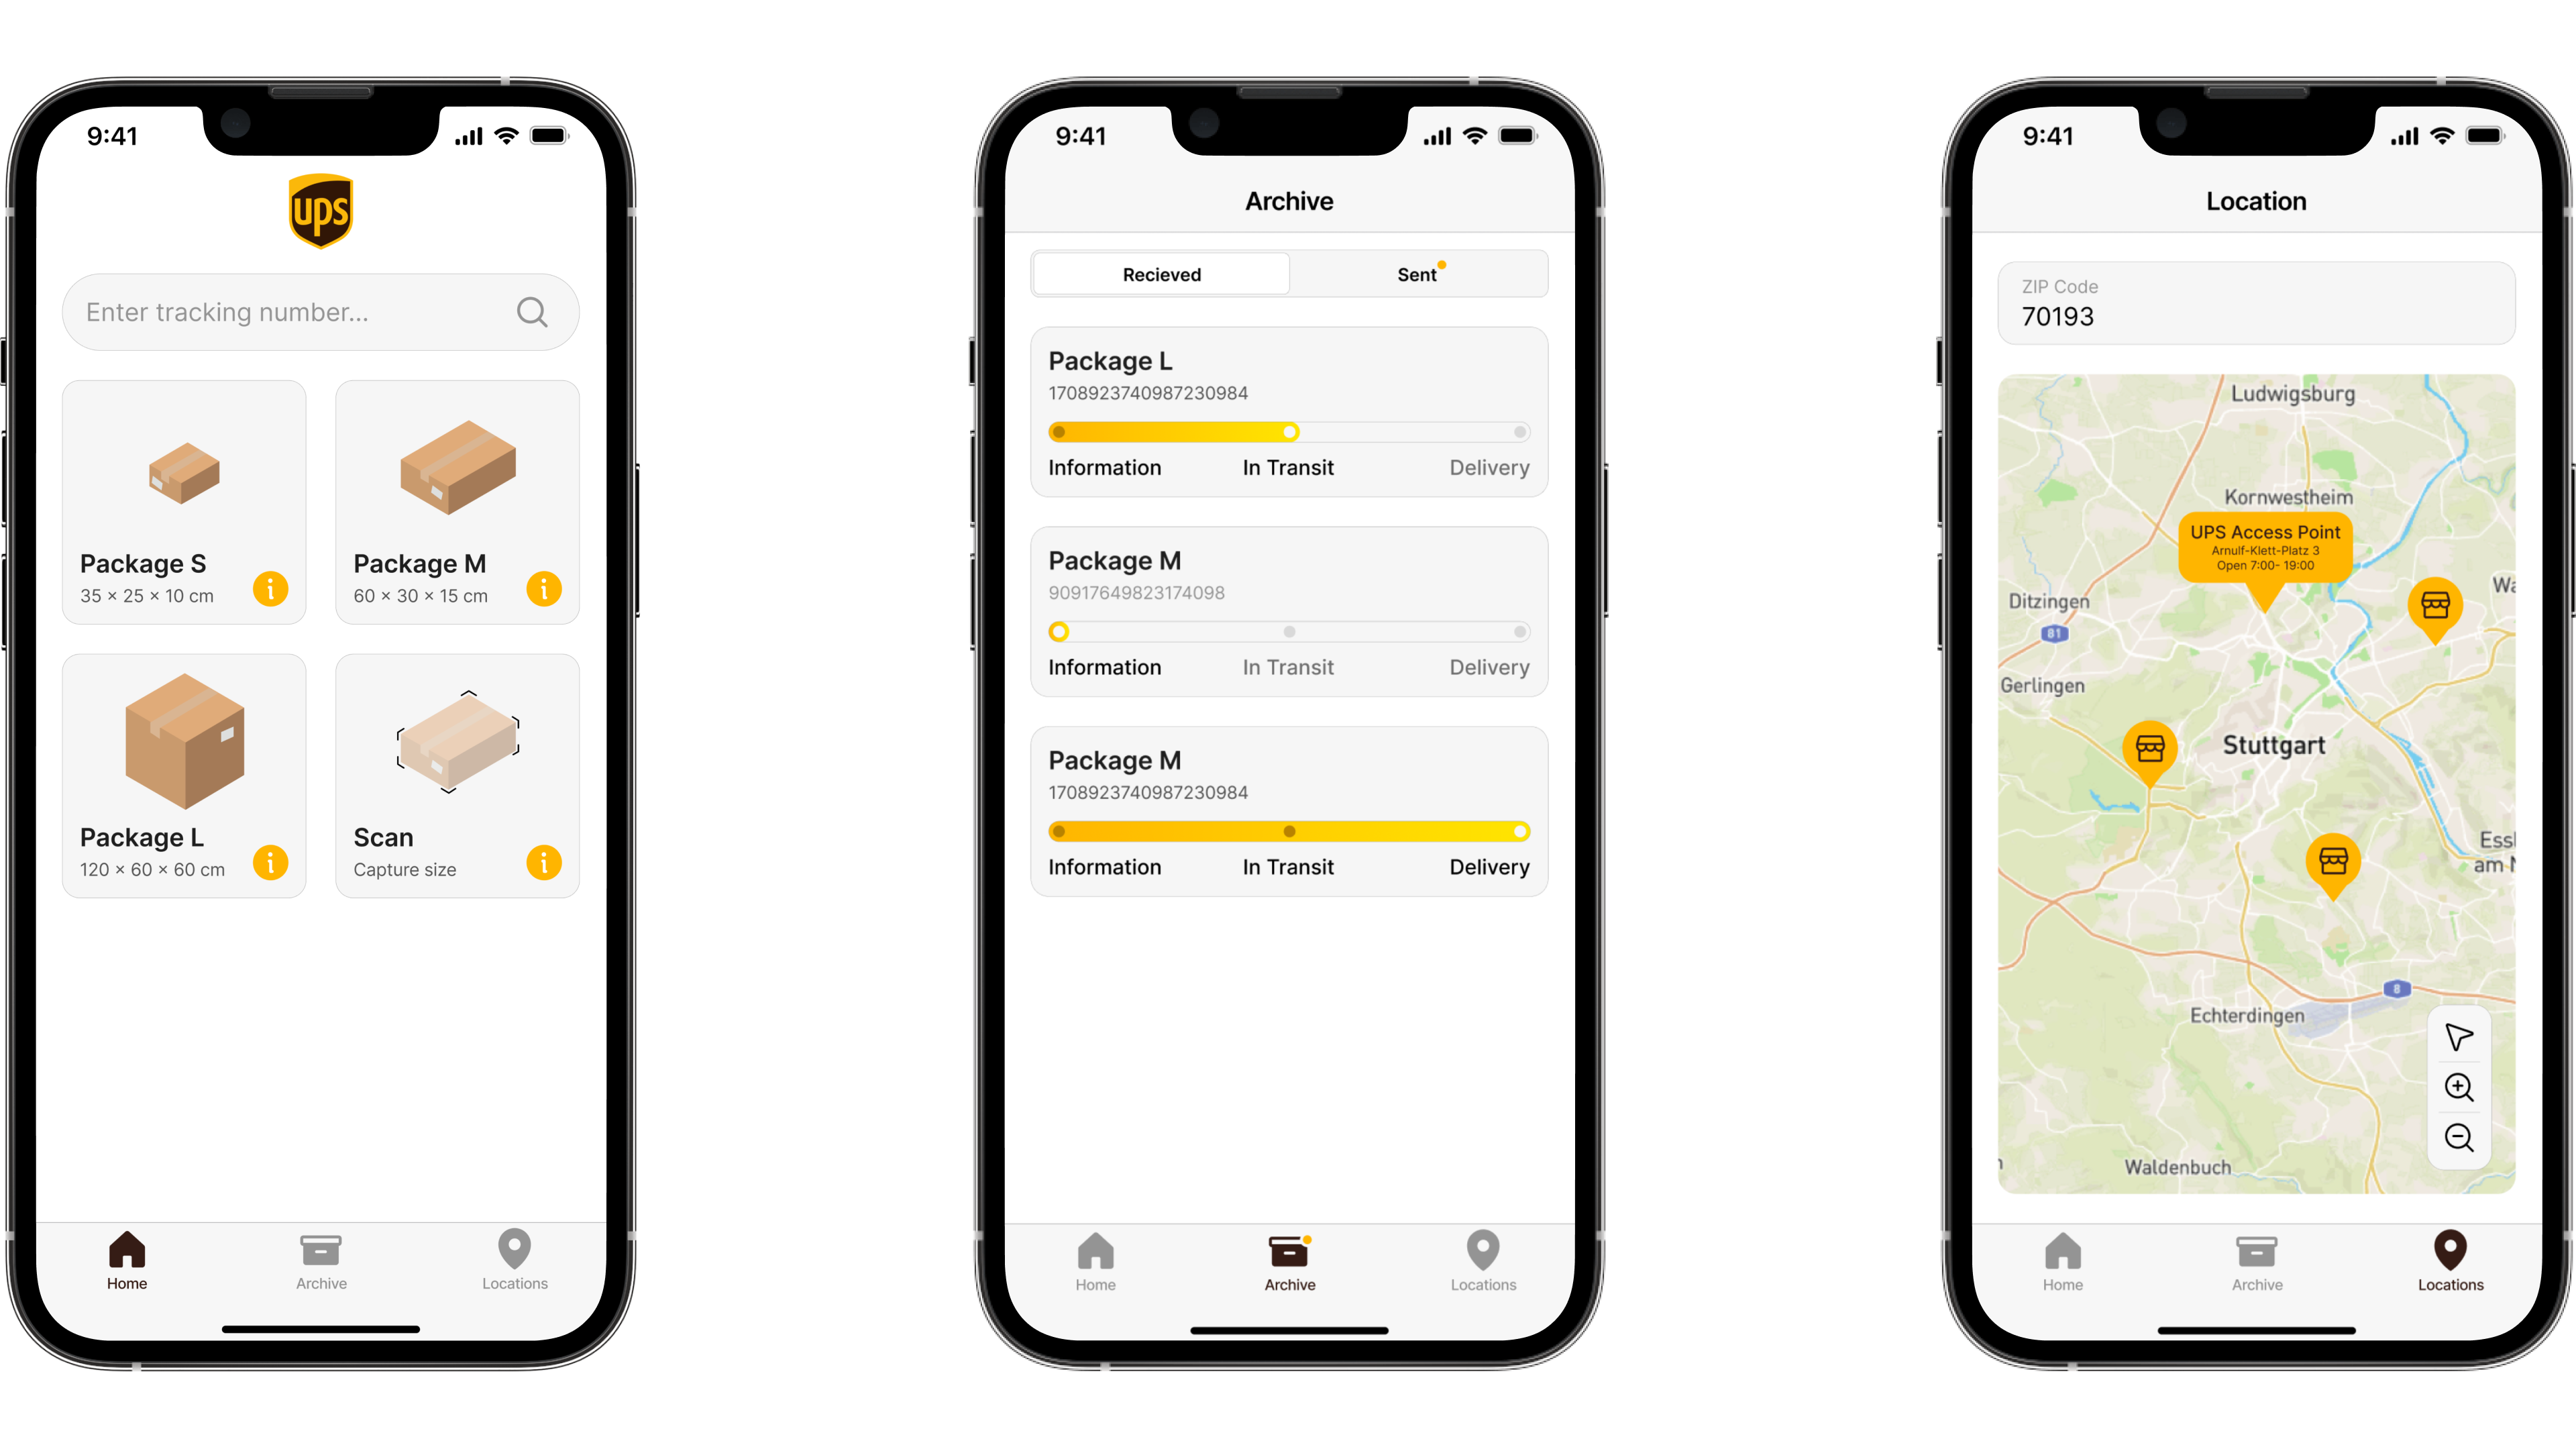 9:41
ups
Enter tracking number...
Package S
35 × 25 × 10 cm
i
Package M
60 × 30 × 15 cm
i
Package L
120 × 60 × 60 cm
i
Scan
Capture size
i
Home
Archive
Locations
9:41
Archive
Recieved
Sent
Package L
1708923740987230984
Information
In Transit
Delivery
Package M
90917649823174098
Information
In Transit
Delivery
Package M
1708923740987230984
Information
In Transit
Delivery
Home
Archive
Locations
9:41
Location
ZIP Code
70193
Ludwigsburg
Kornwestheim
UPS Access Point
Arnulf-Klett-Platz 3
Open 7:00- 19:00
Ditzingen
81
Gerlingen
Stuttgart
am
8
Echterdingen
Waldenbuch
Home
Archive
Locations